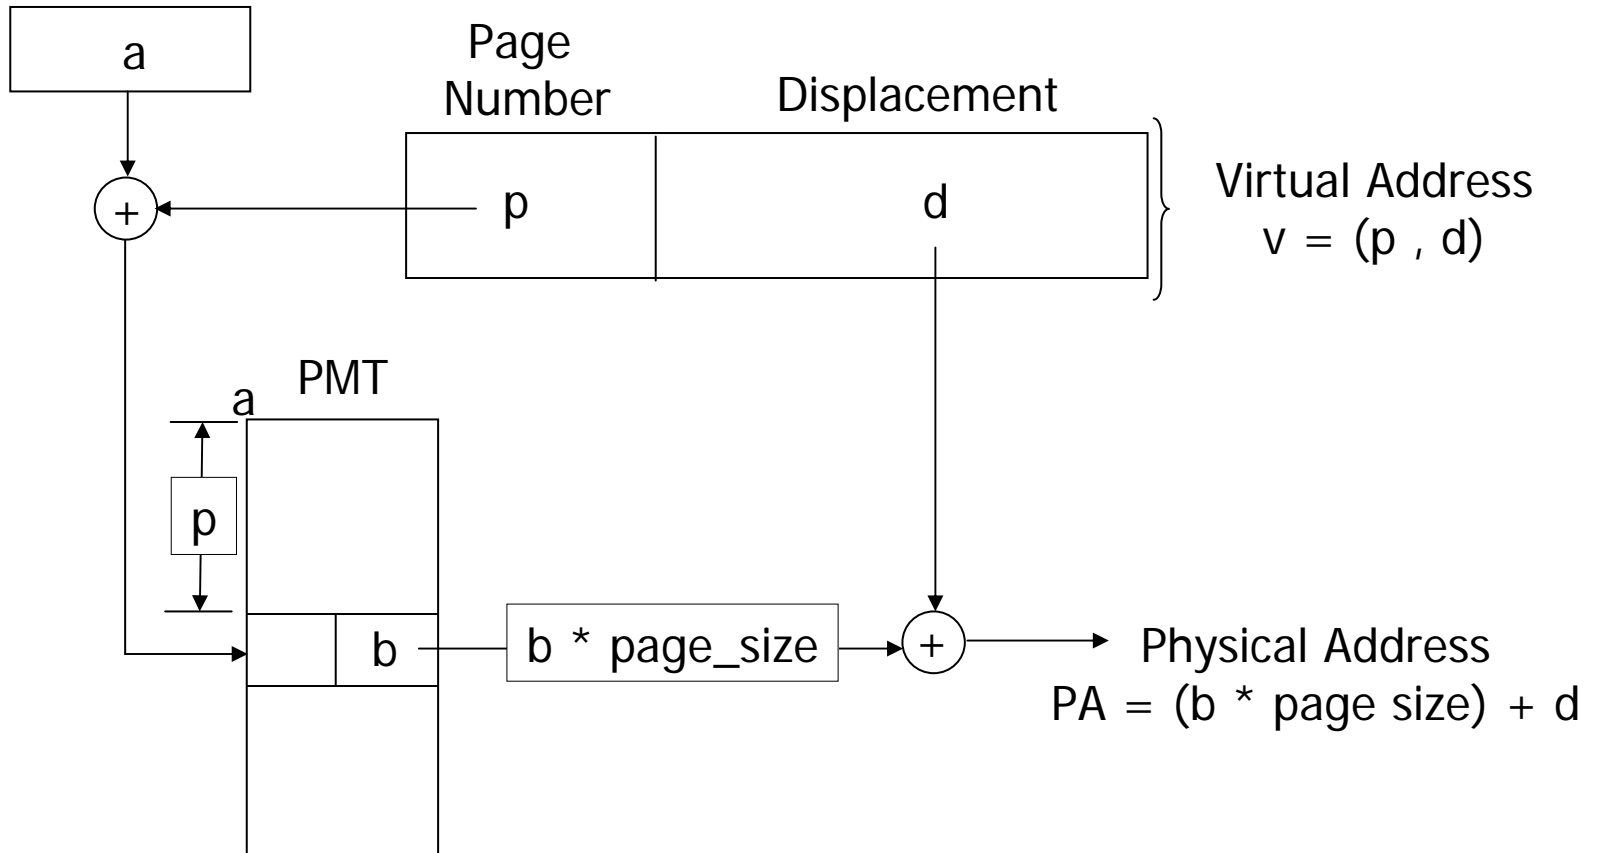 a
Page
Number
Displacement
p
d
Virtual Address
v = (p , d)
+
PMT
a
p
b
b * page_size
+
Physical Address
PA = (b * page size) + d